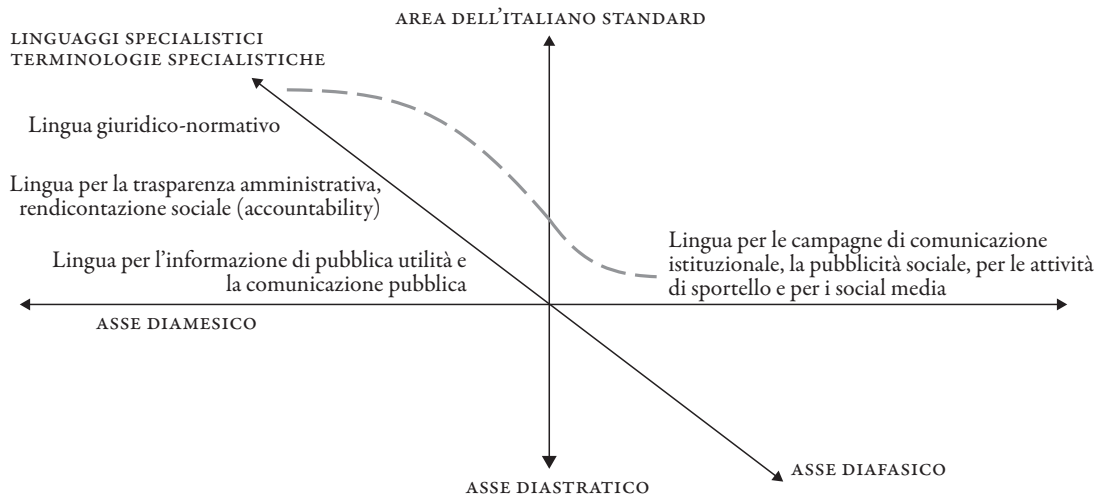 AREA DELL'ITALIANO STANDARD
LINGUAGGI SPECIALISTICI
TERMINOLOGIE SPECIALISTICHE
Lingua giuridico-normativo
Lingua per la trasparenza amministrativa,
rendicontazione sociale (accountability)
Lingua per l'informazione di pubblica utilità e
la comunicazione pubblica
Lingua per le campagne di comunicazione
istituzionale, la pubblicità sociale, per le attività
di sportello e per i social media
ASSE DIAMESICO
ASSE DIAFASICO
ASSE DIASTRATICO